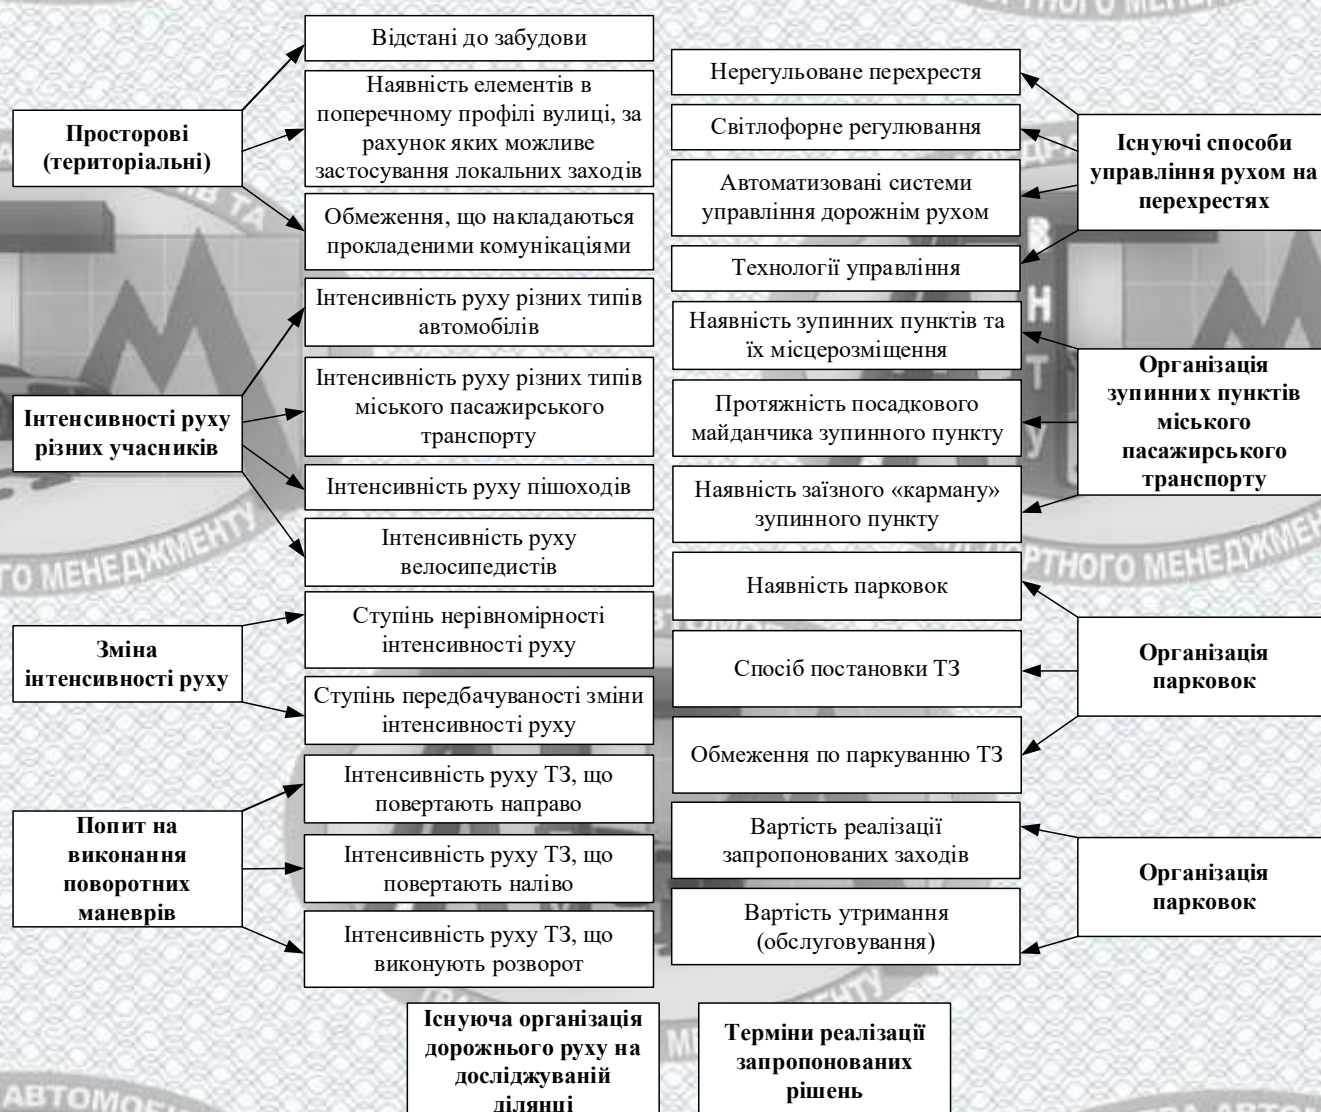 Просторові
(територіальні)
Відстані до забудови
Наявність елементів в
поперечному профілі вулиці, за
рахунок яких можливе
застосування локальних заходів
Обмеження, що накладаються
прокладеними комунікаціями
Інтенсивності руху
різних учасників
Інтенсивність руху різних типів
автомобілів
Інтенсивність руху різних типів
міського пасажирського
транспорту
Інтенсивність руху пішоходів
Інтенсивність руху
велосипедистів
Зміна
інтенсивності руху
Ступінь нерівномірності
інтенсивності руху
Ступінь передбачуваності зміни
інтенсивності руху
Попит на
виконання
поворотних
маневрів
Інтенсивність руху ТЗ, що
повертають направо
Інтенсивність руху ТЗ, що
повертають наліво
Інтенсивність руху ТЗ, що
виконують розворот
Існуючі способи
управління рухом на
перехрестях
Нерегульоване перехрестя
Світлофорне регулювання
Автоматизовані системи
управління дорожнім рухом
Технології управління
Організація
зупинних пунктів
міського
пасажирського
транспорту
Наявність зупинних пунктів та
їх місцерозміщення
Протяжність посадкового
майданчика зупинного пункту
Наявність заїзного «карману»
зупинного пункту
Організація
парковок
Наявність парковок
Спосіб постановки ТЗ
Обмеження по паркуванню ТЗ
Організація
парковок
Вартість реалізації
запропонованих заходів
Вартість утримання
(обслуговування)
Існуюча організація
дорожнього руху на
досліджуваній
ділянці
Терміни реалізації
запропонованих
рішень